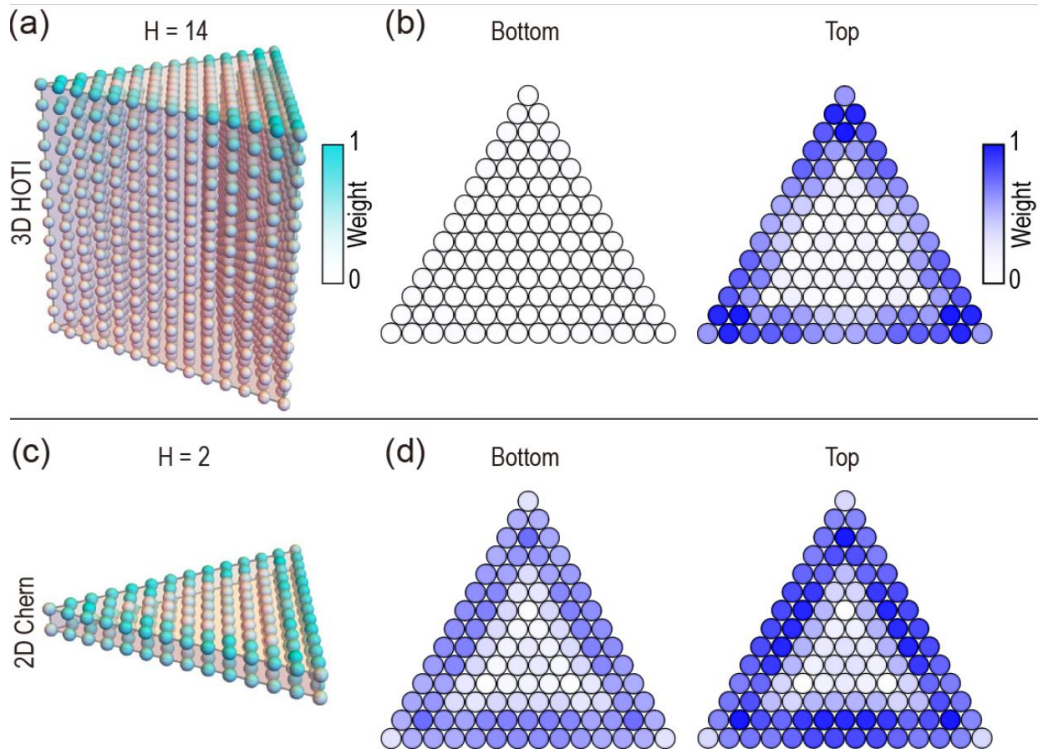 (a)
H = 14
3D HOTI
1
Weight
0
(b)
Bottom
Top
1
Weight
0
(c)
H = 2
2D Chern
(d)
Bottom
Top